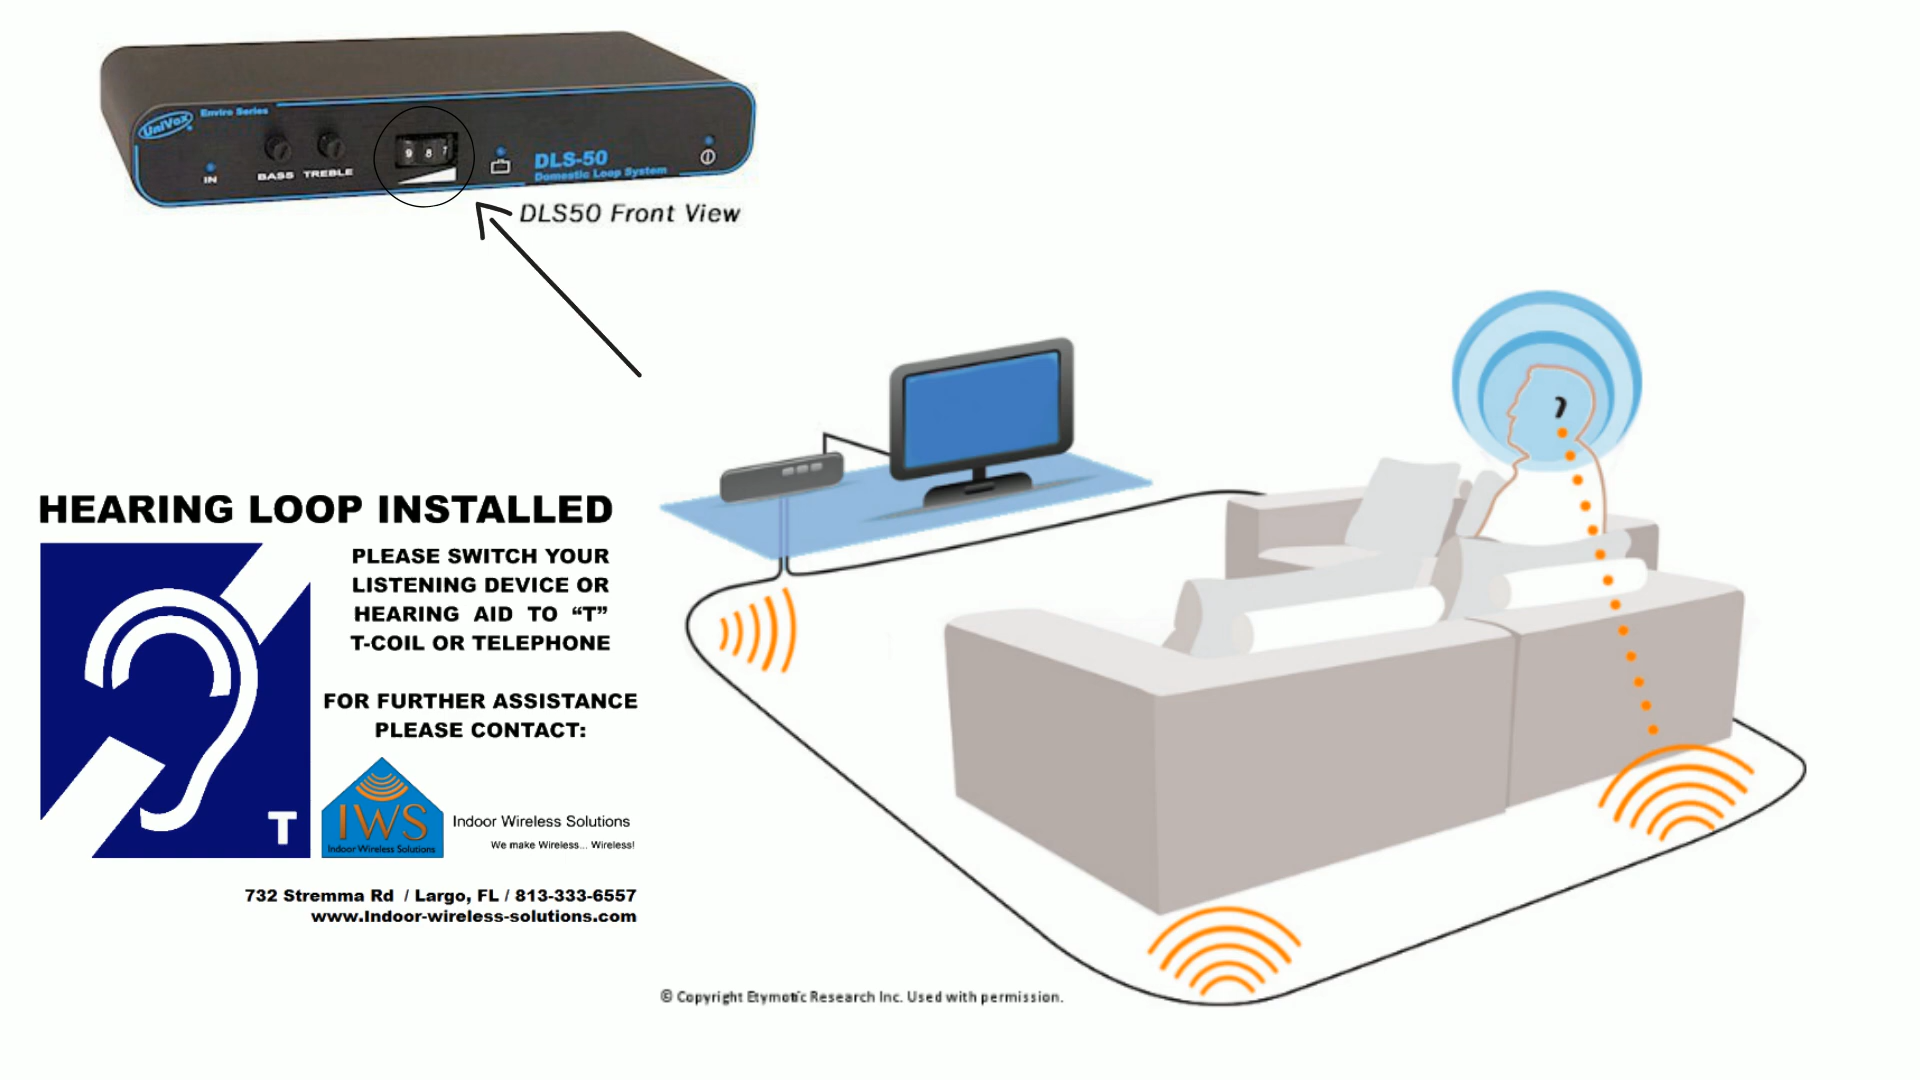 UniVox
Enviro Series
IN
BASS TREBLE
9 8 7
DLS-50
Domestic Loop System
DLS50 Front View
HEARING LOOP INSTALLED
PLEASE SWITCH YOUR
LISTENING DEVICE OR
HEARING AID TO “T”
T-COIL OR TELEPHONE
FOR FURTHER ASSISTANCE
PLEASE CONTACT:
T
IWS
Indoor Wireless Solutions
Indoor Wireless Solutions
We make Wireless... Wireless!
732 Stremma Rd / Largo, FL / 813-333-6557
www.Indoor-wireless-solutions.com
© Copyright Etymotic Research Inc. Used with permission.